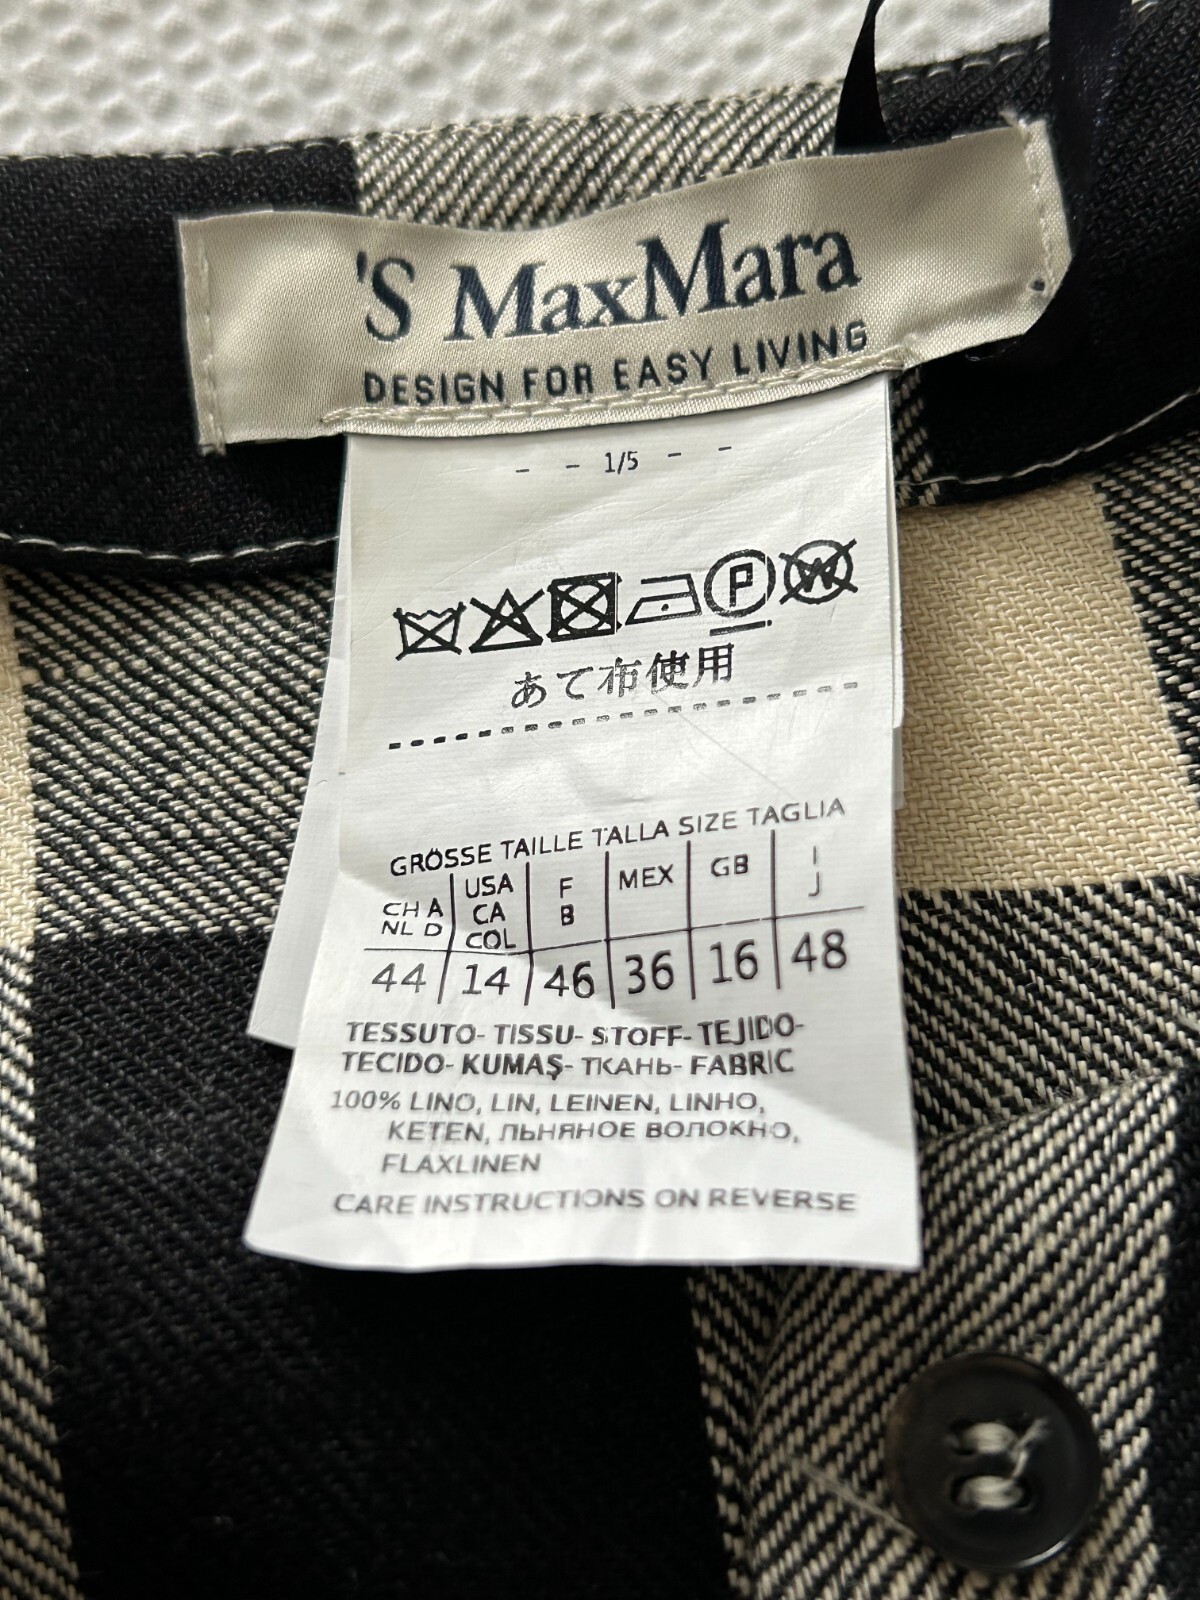 'S MaxMara
DESIGN FOR EASY LIVING
- - 1/5 - -
P W
あて布使用
GRÖSSE TAILLE TALLA SIZE TAGLIA
CH A NL D USA CA COL F B MEX GB I J
44 14 46 36 16 48
TESSUTO- TISSU- STOFF- TEJIDO-
TECIDO- KUMAŞ- ТКАНЬ- FABRIC
100% LINO, LIN, LEINEN, LINHO,
KETEN, ЛЬНЯНОЕ ВОЛОКНО,
FLAXLINEN
CARE INSTRUCTIONS ON REVERSE